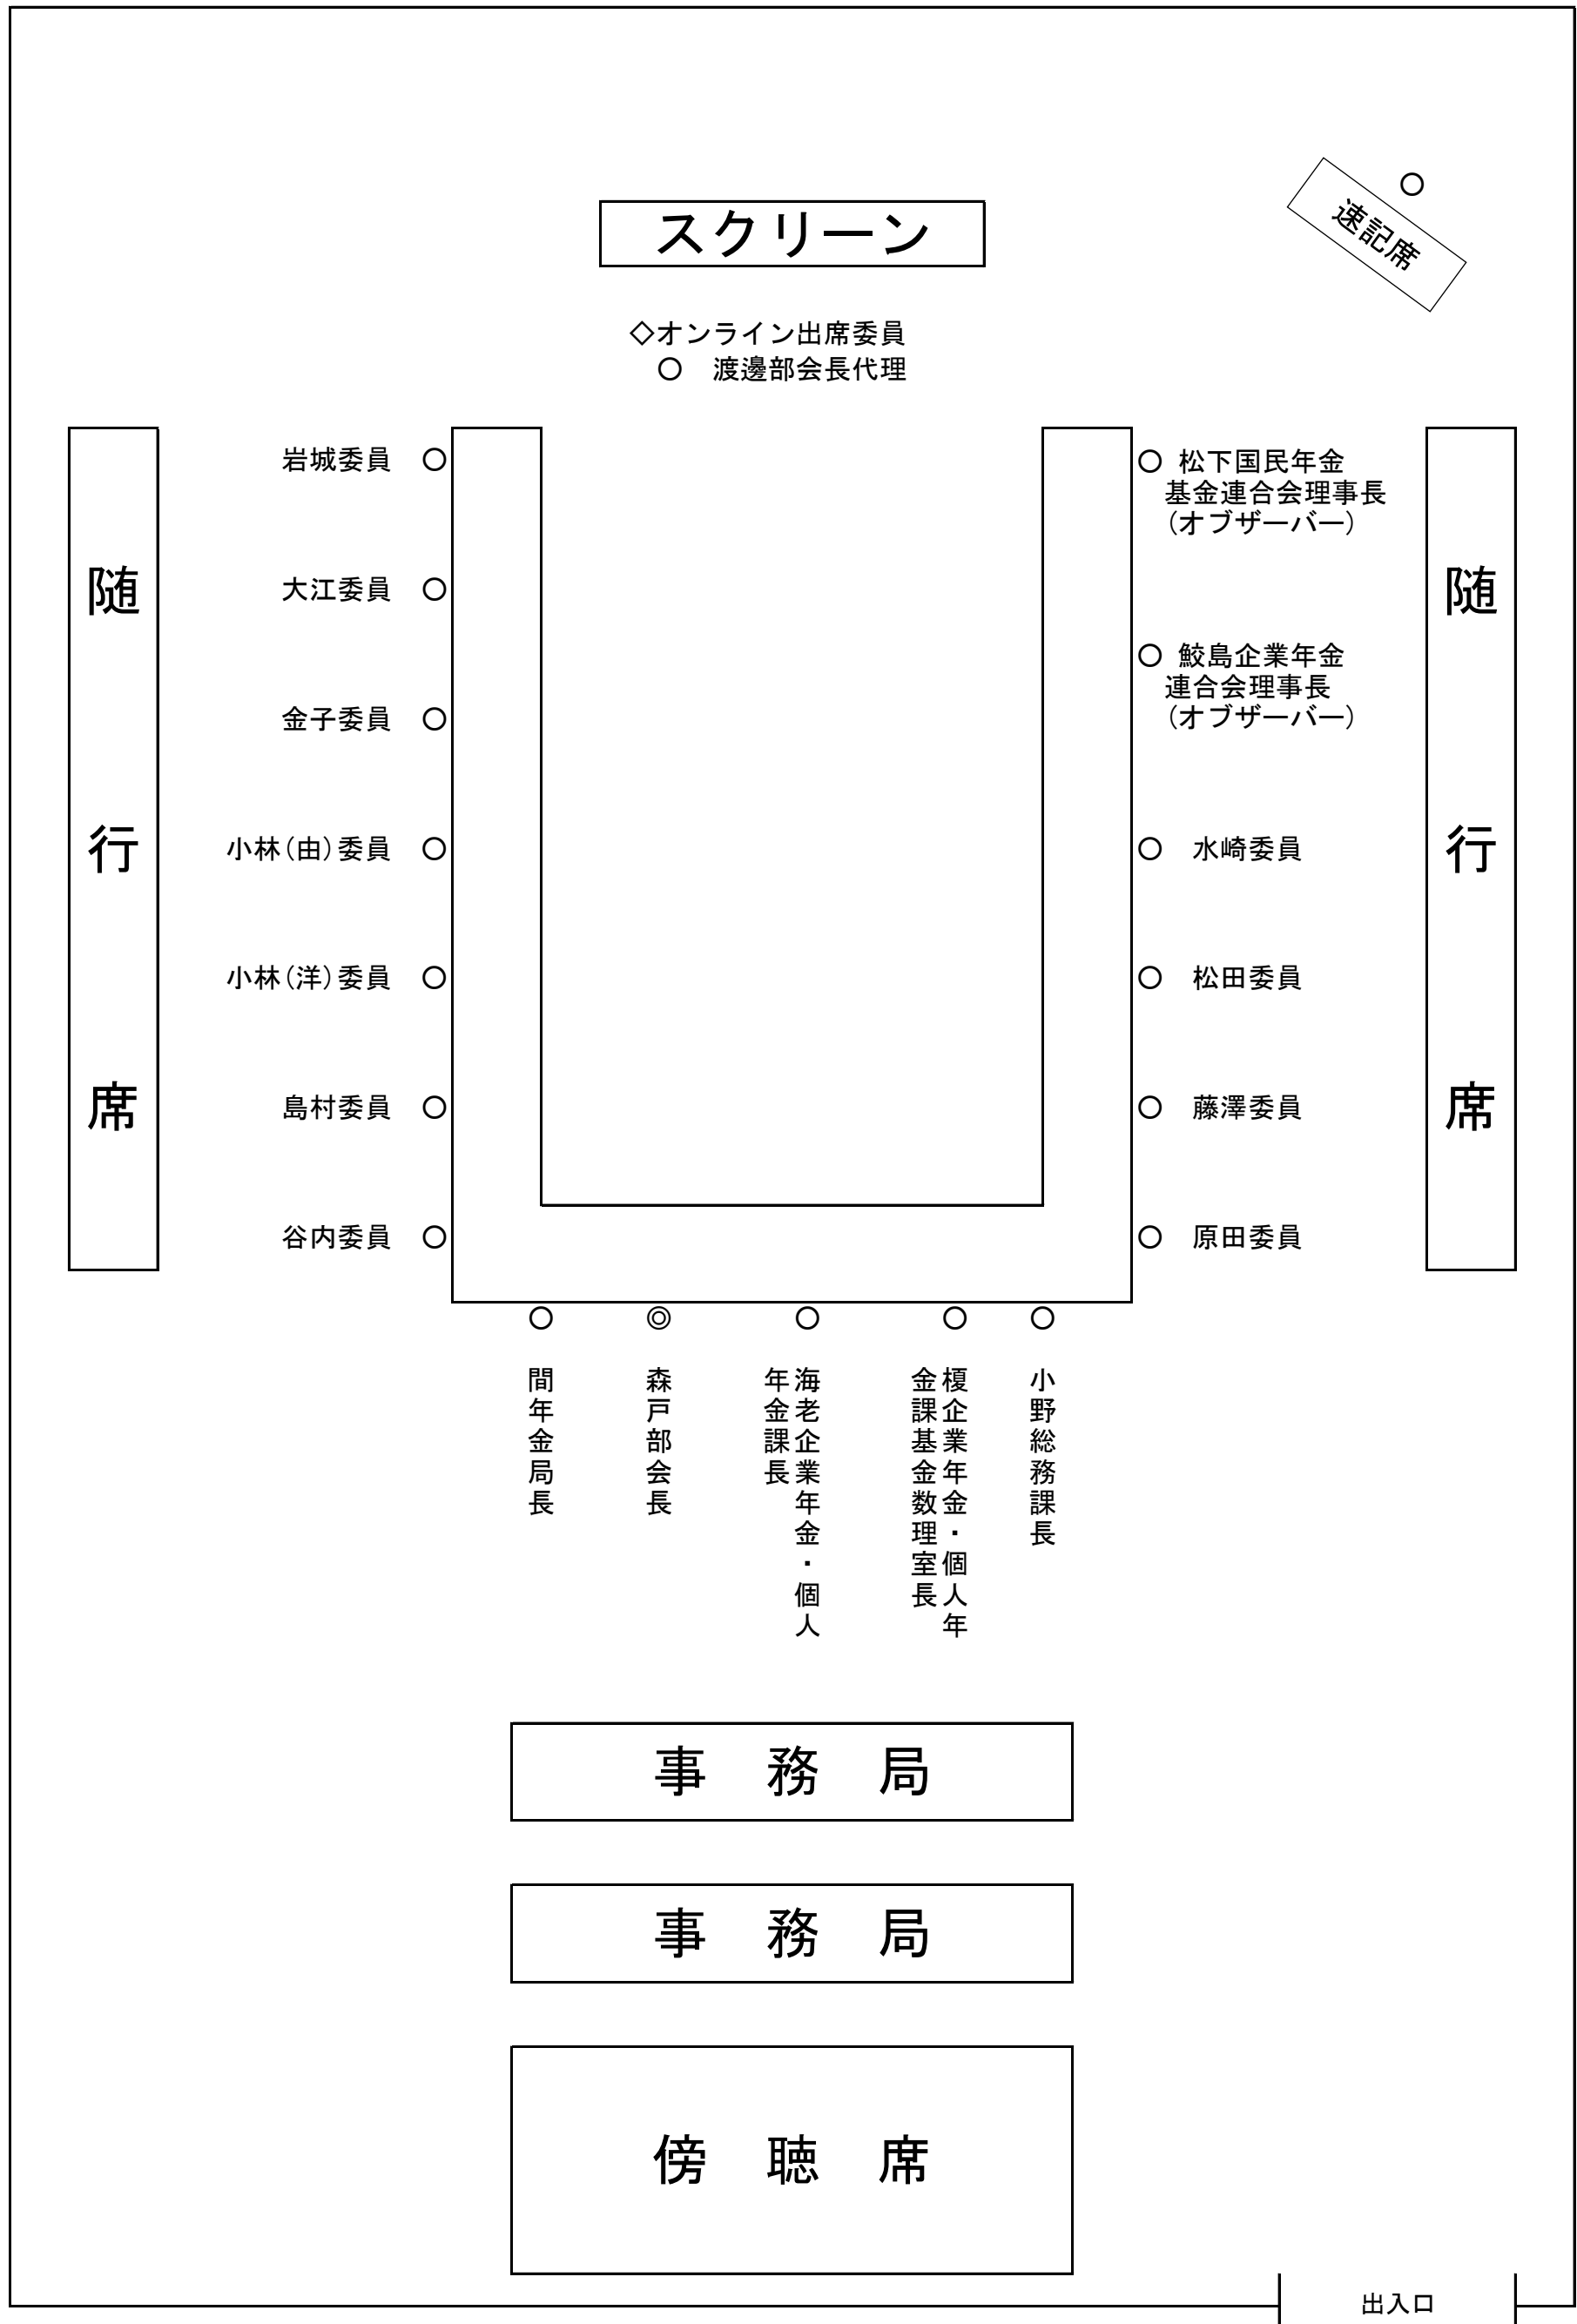 スクリーン
速記席
◇オンライン出席委員
○　渡邊部会長代理
随行席
岩城委員　○
大江委員　○
金子委員　○
小林（由）委員　○
小林（洋）委員　○
島村委員　○
谷内委員　○
○ 松下国民年金
基金連合会理事長
（オブザーバー）
○ 鮫島企業年金
連合会理事長
（オブザーバー）
○　水崎委員
○　松田委員
○　藤澤委員
○　原田委員
随行席
○
間年金局長
◎
森戸部会長
○
海老企業年金・個人
年金課長
○
榎企業年金・個人年
金課基金数理室長
○
小野総務課長
事　務　局
事　務　局
傍　聴　席
出入口